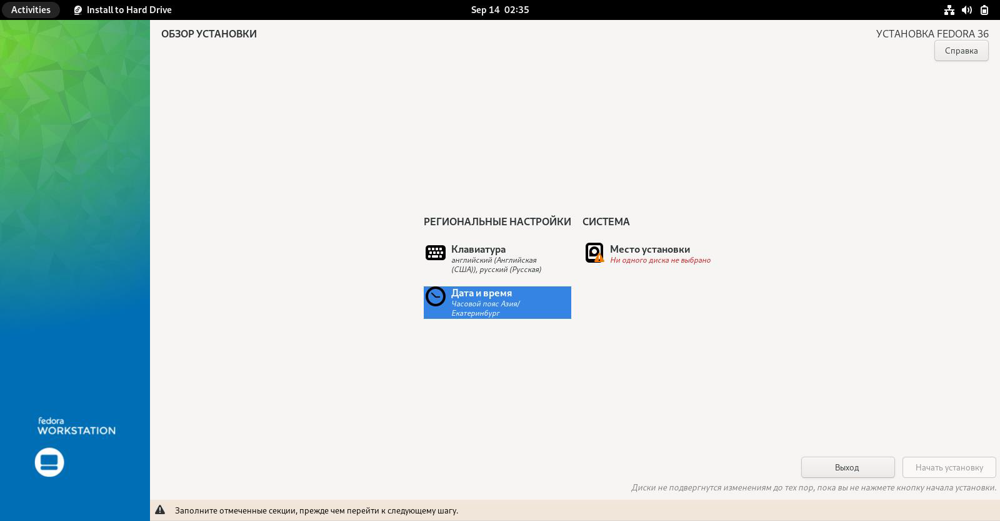 Activities
Install to Hard Drive
Sep 14 02:35
ОБЗОР УСТАНОВКИ
УСТАНОВКА FEDORA 36
Справка
РЕГИОНАЛЬНЫЕ НАСТРОЙКИ
СИСТЕМА
Клавиатура
английский (Английская
(США)), русский (Русская)
Место установки
Ни одного диска не выбрано
Дата и время
Часовой пояс Азия/
Екатеринбург
fedora
WORKSTATION
Выход
Начать установку
Диски не подвергнутся изменениям до тех пор, пока вы не нажмете кнопку начала установки.
Заполните отмеченные секции, прежде чем перейти к следующему шагу.